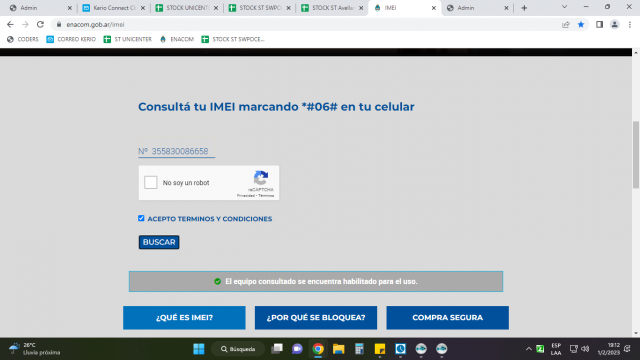 Admin
Kerio Connect Cl
STOCK UNICENTE
STOCK ST SWPO
STOCK ST Avella
IMEI
Admin
enacom.gob.ar/imei
CODERS
CORREO KERIO
ST UNICENTER
ENACOM
STOCK ST SWPOCE...
Consultá tu IMEI marcando *#06# en tu celular
Nº 355830086658
No soy un robot
reCAPTCHA
Privacidad - Términos
ACEPTO TERMINOS Y CONDICIONES
BUSCAR
El equipo consultado se encuentra habilitado para el uso.
¿QUÉ ES IMEI?
¿POR QUÉ SE BLOQUEA?
COMPRA SEGURA
26°C
Lluvia próxima
Búsqueda
ESP
LAA
19:12
1/2/2023